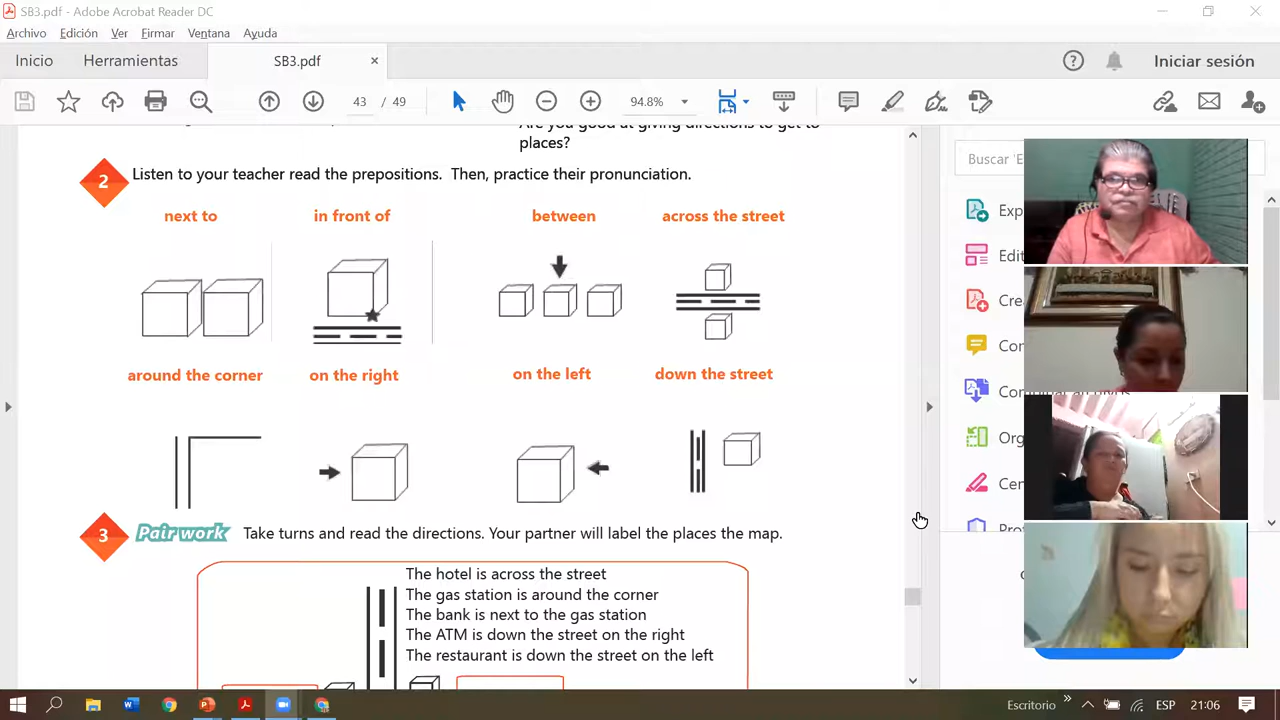 SB3.pdf - Adobe Acrobat Reader DC
Archivo Edición Ver Firmar Ventana Ayuda
Inicio Herramientas SB3.pdf × ? Iniciar sesión
43 / 49 94.8%
Are you good at giving directions to get to
places?
2 Listen to your teacher read the prepositions. Then, practice their pronunciation.
next to in front of between across the street
around the corner on the right on the left down the street
3 Pair work Take turns and read the directions. Your partner will label the places the map.
The hotel is across the street
The gas station is around the corner
The bank is next to the gas station
The ATM is down the street on the right
The restaurant is down the street on the left
Buscar 'E
Exp
Edit
Cre
Com
Com
Org
Cen
Escritorio » ESP 21:06